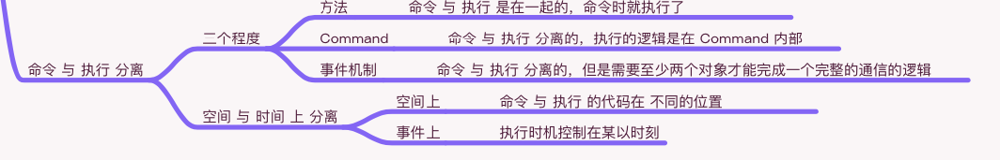 方法 命令 与 执行 是在一起的，命令时就执行了
三个程度
Command 命令 与 执行 分离的，执行的逻辑是在 Command 内部
命令 与 执行 分离
事件机制 命令 与 执行 分离的，但是需要至少两个对象才能完成一个完整的通信的逻辑
空间上 命令 与 执行 的代码在 不同的位置
空间 与 时间 上 分离
事件上 执行时机控制在某以时刻